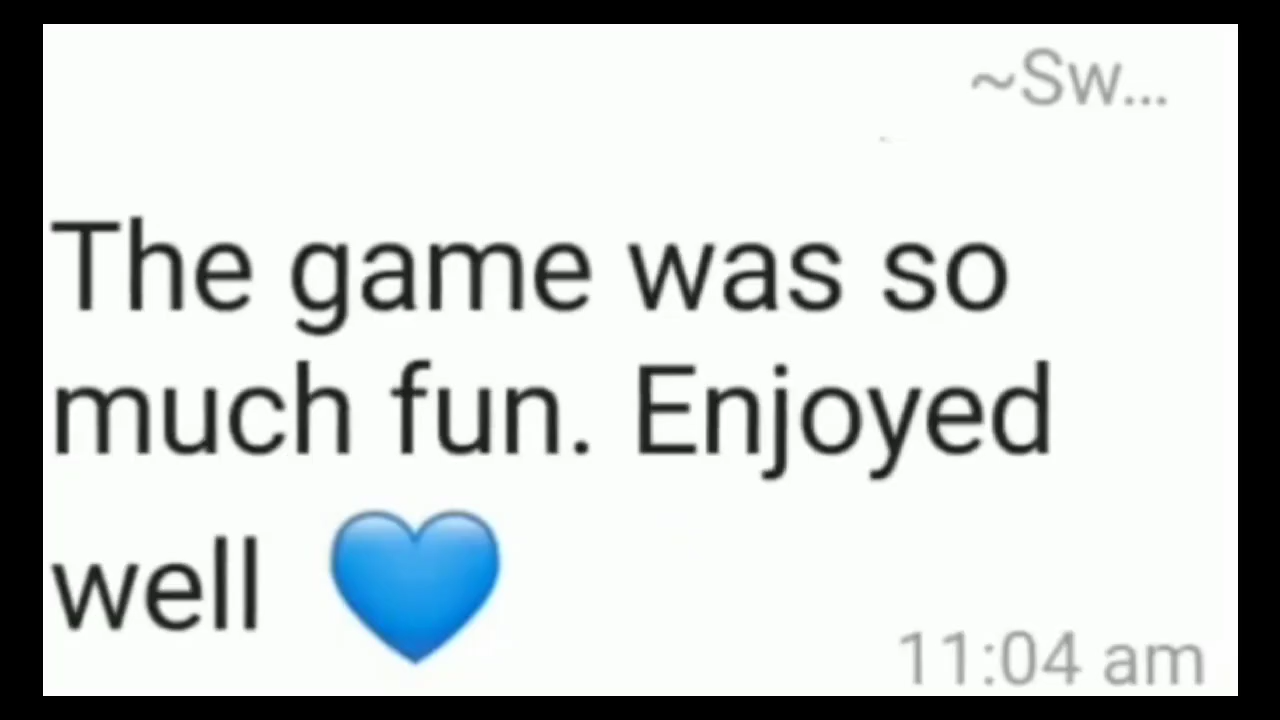 ~Sw...
The game was so
much fun. Enjoyed
well 💙
11:04 am